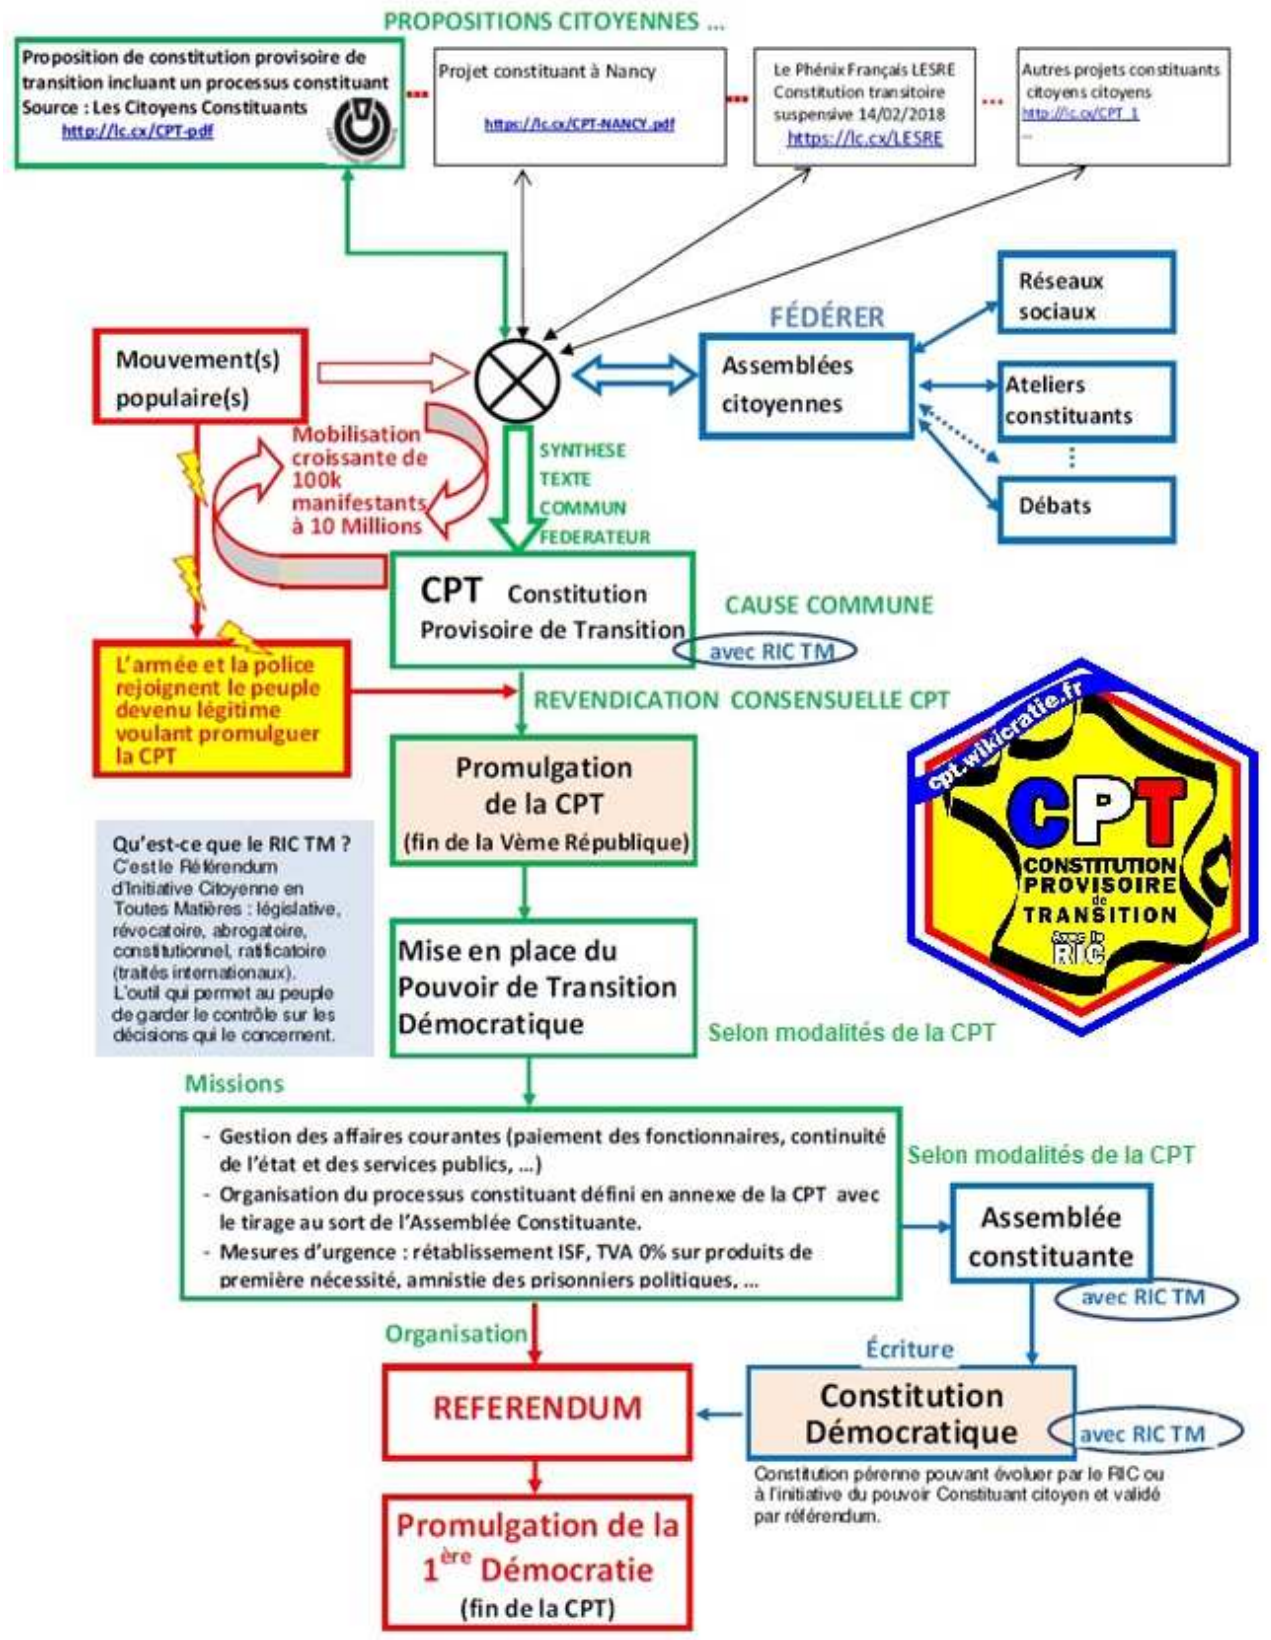 PROPOSITIONS CITOYENNES ...
Proposition de constitution provisoire de
transition incluant un processus constituant
Source : Les Citoyens Constituants
http://lc.cx/CPT-pdf
Projet constituant à Nancy
https://lc.cx/CPT-NANCY.pdf
Le Phénix Français LESRE
Constitution transitoire
suspensive 14/02/2018
https://lc.cx/LESRE
Autres projets constituants
citoyens citoyens
http://lc.cx/CPT_1
...
Mouvement(s)
populaire(s)
FÉDÉRER
Assemblées
citoyennes
Réseaux
sociaux
Ateliers
constituants
Débats
Mobilisation
croissante de
100k
manifestants
à 10 Millions
SYNTHESE
TEXTE
COMMUN
FEDERATEUR
CPT Constitution
Provisoire de Transition
avec RIC TM
CAUSE COMMUNE
L'armée et la police
rejoignent le peuple
devenu légitime
voulant promulguer
la CPT
REVENDICATION CONSENSUELLE CPT
Promulgation
de la CPT
(fin de la Vème République)
cpt.wikicratie.fr
CPT
CONSTITUTION
PROVISOIRE
de
TRANSITION
Avec le
RIC
Qu'est-ce que le RIC TM ?
C'est le Référendum
d'Initiative Citoyenne en
Toutes Matières : législative,
révocatoire, abrogatoire,
constitutionnel, ratificatoire
(traités internationaux).
L'outil qui permet au peuple
de garder le contrôle sur les
décisions qui le concernent.
Mise en place du
Pouvoir de Transition
Démocratique
Selon modalités de la CPT
Missions
- Gestion des affaires courantes (paiement des fonctionnaires, continuité
de l'état et des services publics, ...)
- Organisation du processus constituant défini en annexe de la CPT avec
le tirage au sort de l'Assemblée Constituante.
- Mesures d'urgence : rétablissement ISF, TVA 0% sur produits de
première nécessité, amnistie des prisonniers politiques, ...
Selon modalités de la CPT
Assemblée
constituante
avec RIC TM
Organisation
Écriture
REFERENDUM
Constitution
Démocratique
avec RIC TM
Constitution pérenne pouvant évoluer par le RIC ou
à l'initiative du pouvoir Constituant citoyen et validé
par référendum.
Promulgation de la
1ère Démocratie
(fin de la CPT)